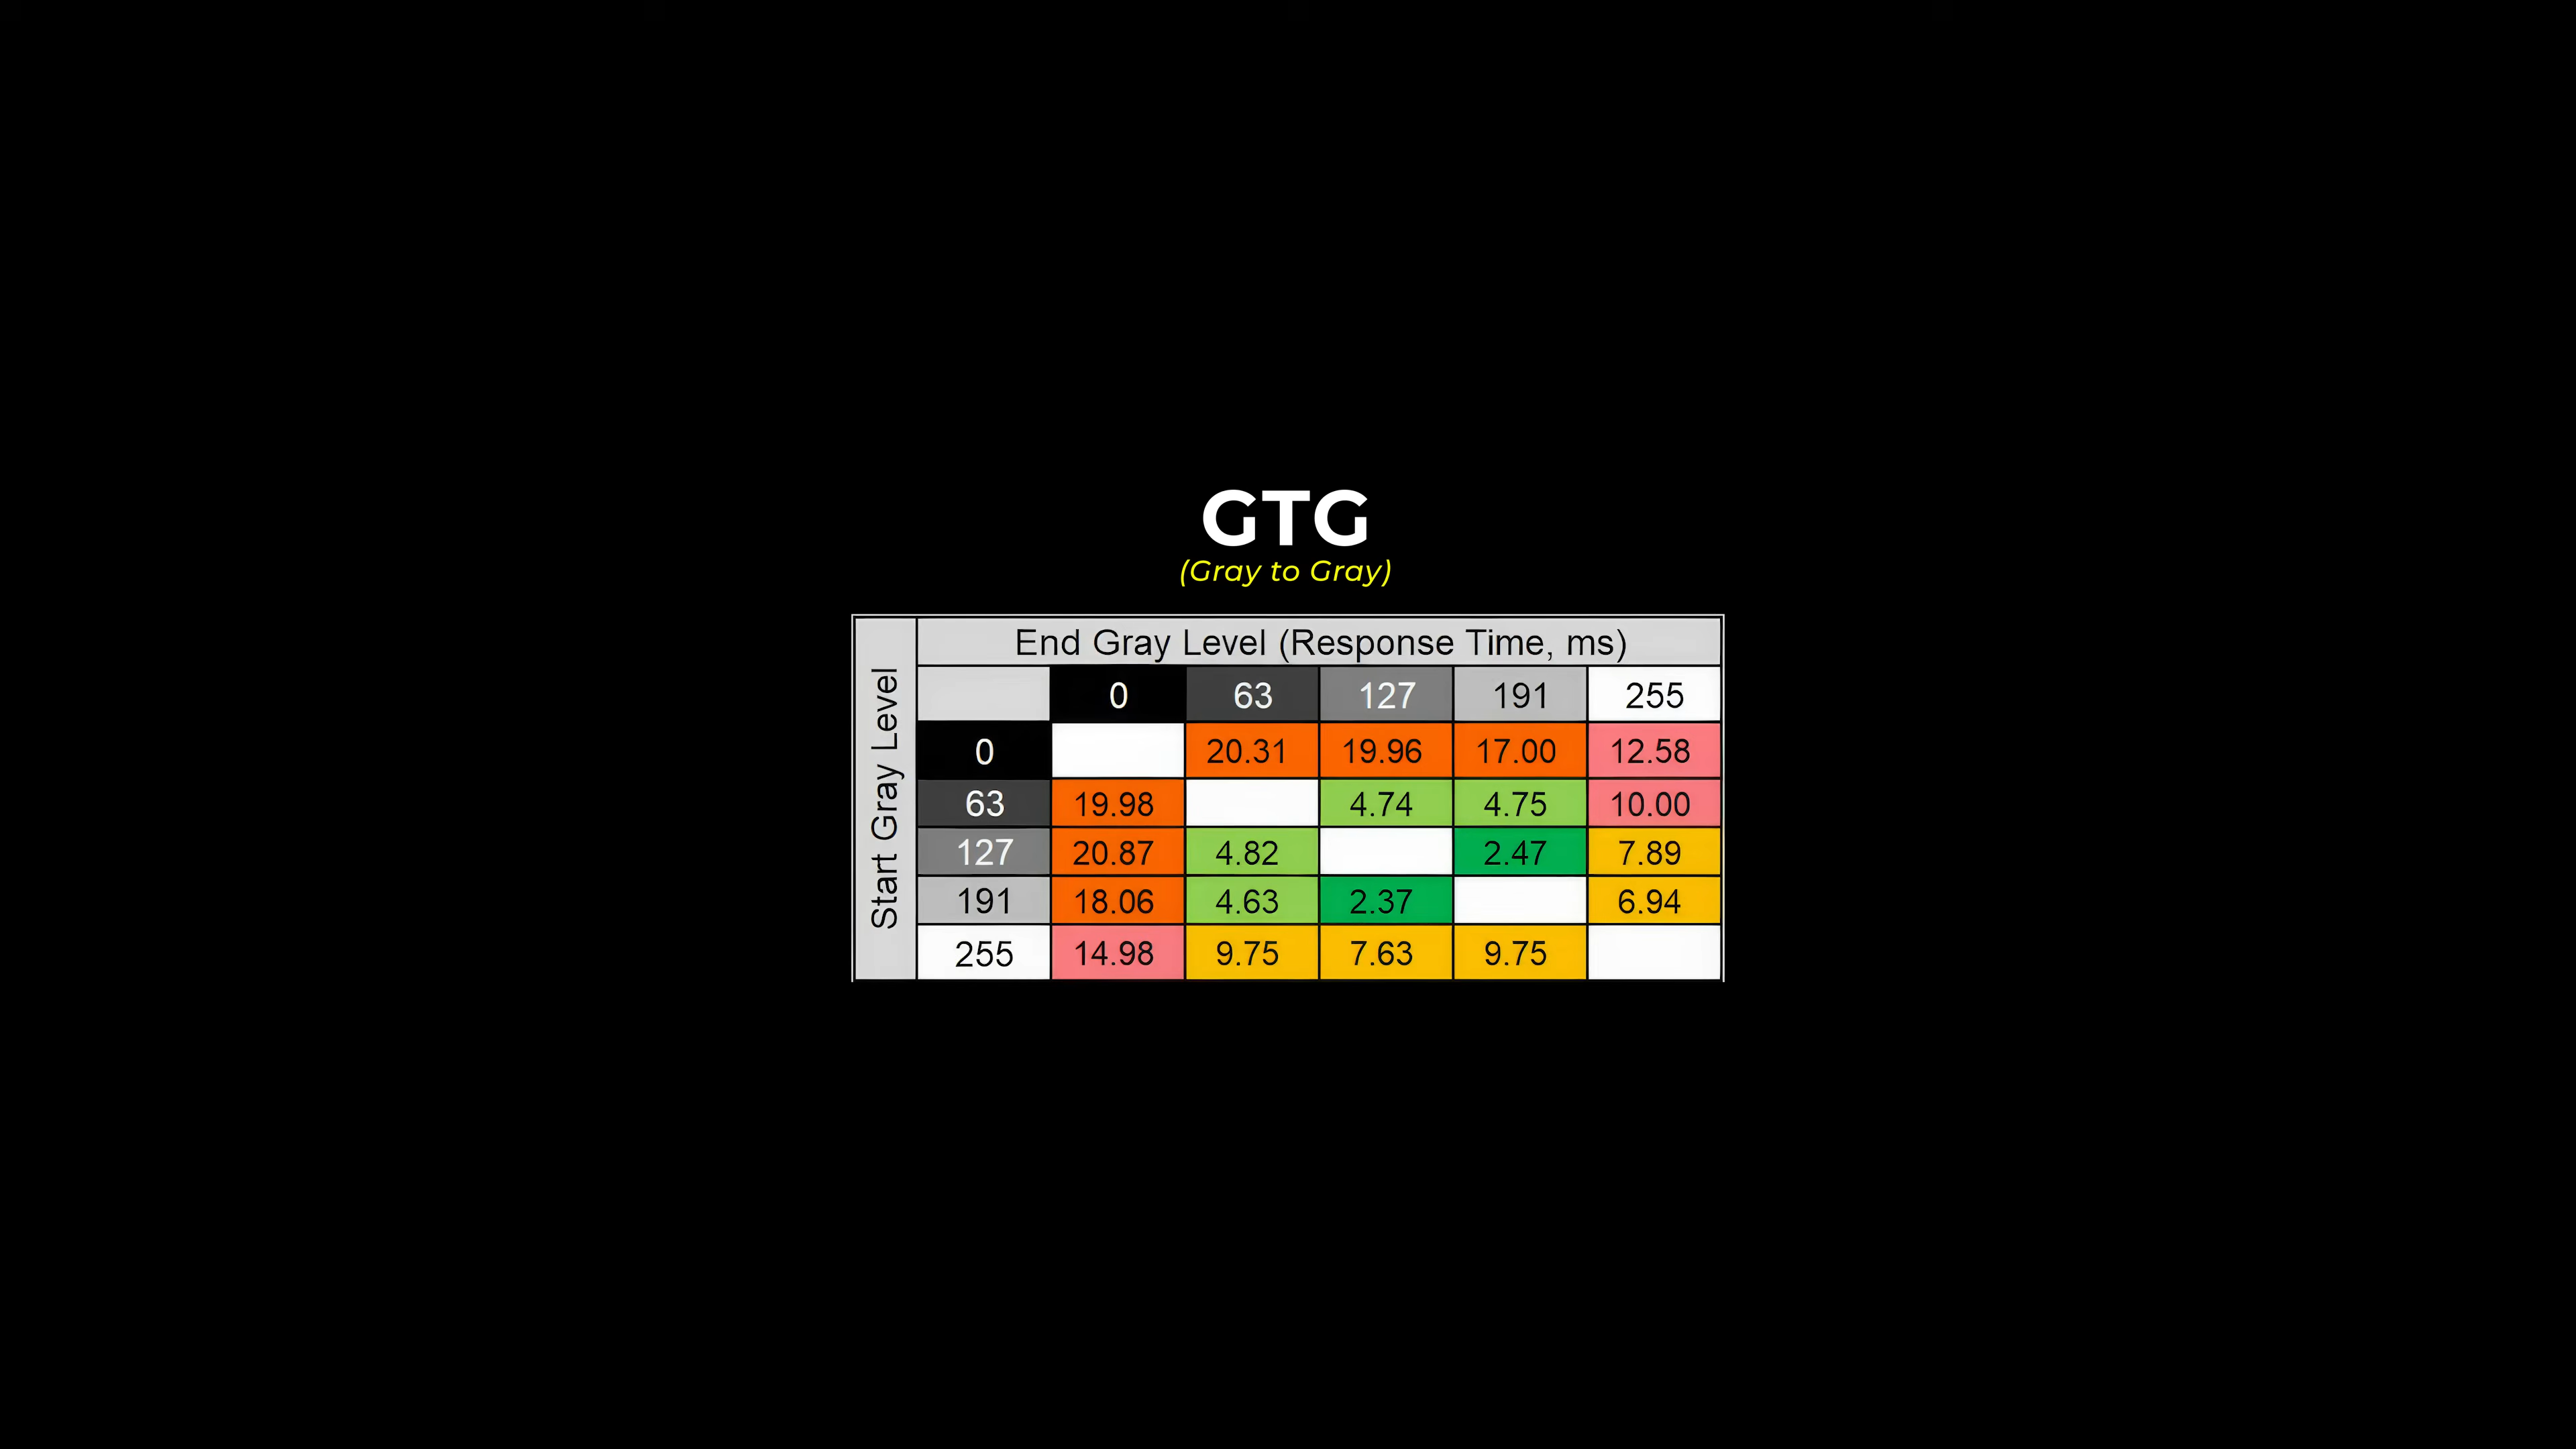 GTG
(Gray to Gray)
Start Gray Level
End Gray Level (Response Time, ms)
0 63 127 191 255
0 20.31 19.96 17.00 12.58
63 19.98 4.74 4.75 10.00
127 20.87 4.82 2.47 7.89
191 18.06 4.63 2.37 6.94
255 14.98 9.75 7.63 9.75